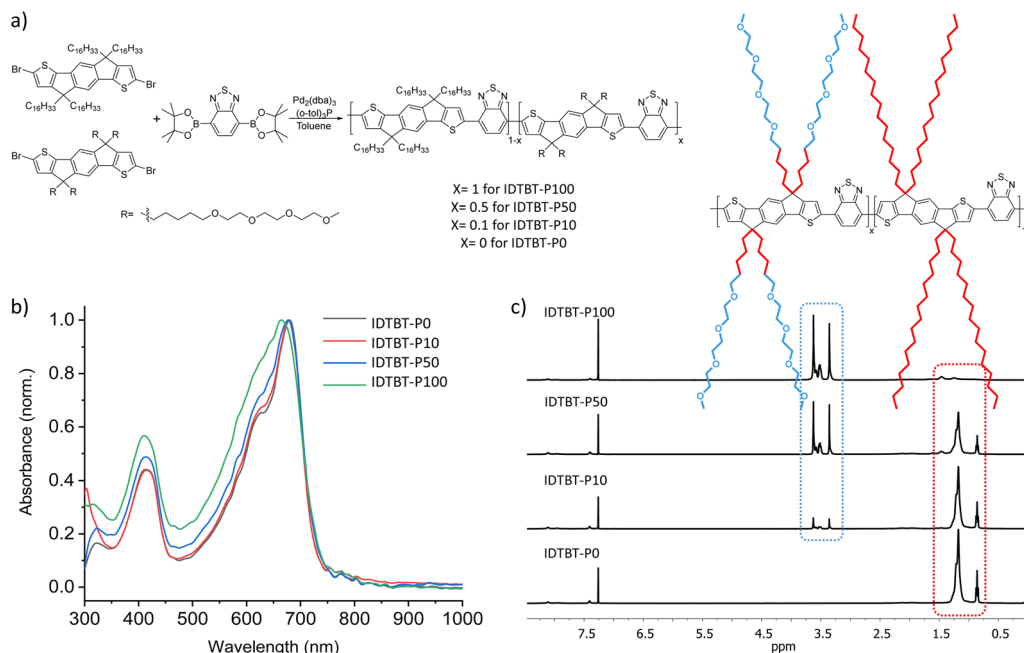 a)
C16H33 C16H33
Br S S Br
C16H33 C16H33
+
N S N
O B O
O B O
R R
Br S S Br
R R
Pd2(dba)3
(o-tol)3P
Toluene
C16H33 C16H33
S S
C16H33 C16H33
N S N
1-x
R R
S S
R R
N S N
x
R= O O O O
X= 1 for IDTBT-P100
X= 0.5 for IDTBT-P50
X= 0.1 for IDTBT-P10
X= 0 for IDTBT-P0
O O
O O
O O
O O
S S
N S N
x
S S
N S N
O O
O O
O O
O O
b)
Absorbance (norm.)
1.0
0.8
0.6
0.4
0.2
0.0
300 400 500 600 700 800 900 1000
Wavelength (nm)
IDTBT-P0
IDTBT-P10
IDTBT-P50
IDTBT-P100
c)
IDTBT-P100
IDTBT-P50
IDTBT-P10
IDTBT-P0
7.5 6.5 5.5 4.5 3.5 2.5 1.5 0.5
ppm